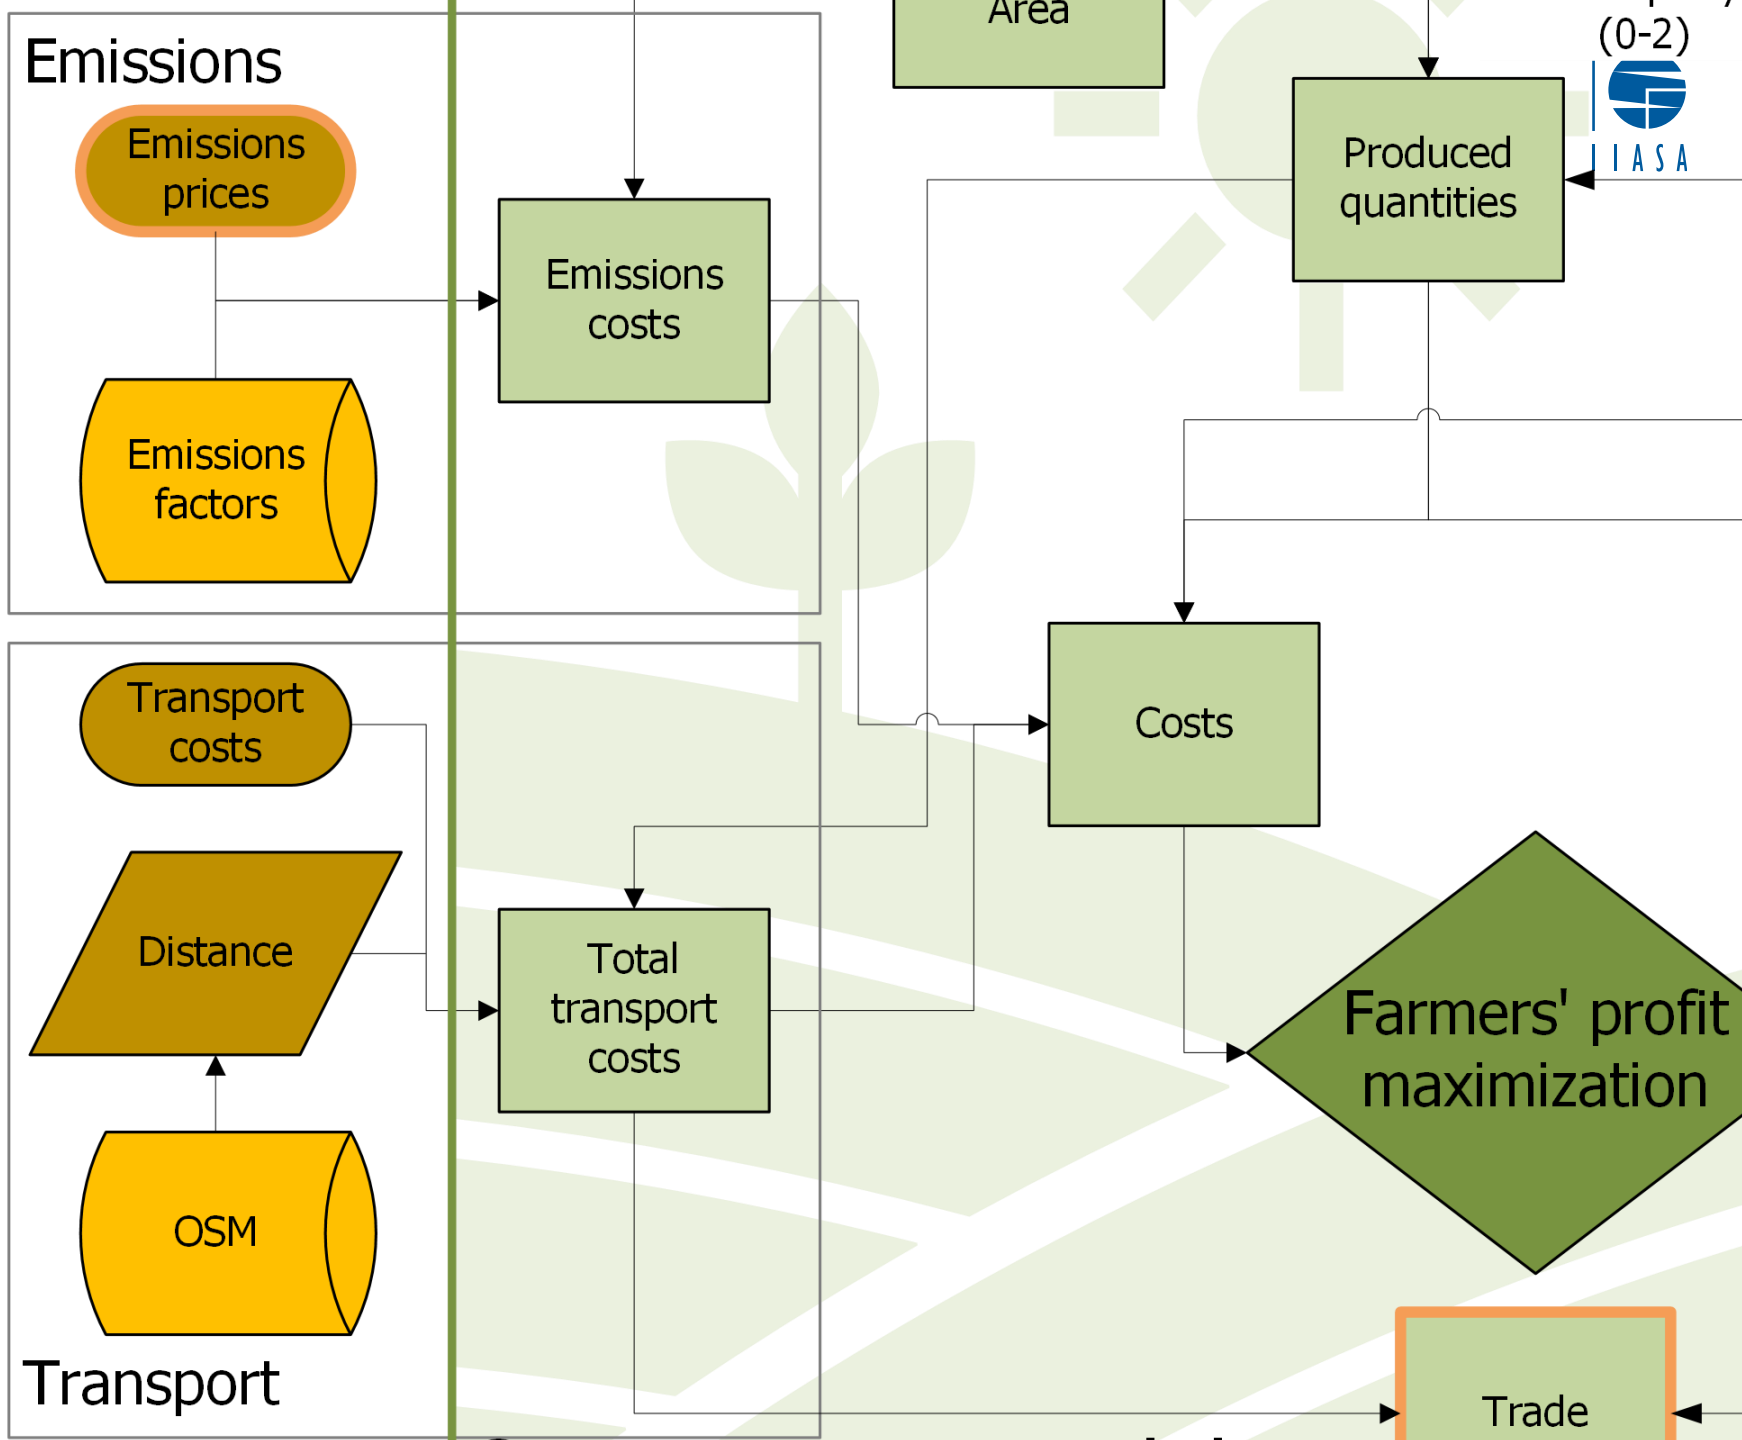 Area
(0-2)
Emissions
IIASA
Emissions
prices
Produced
quantities
Emissions
costs
Emissions
factors
Transport
costs
Costs
Distance
Total
transport
costs
Farmers' profit
maximization
OSM
Transport
Trade